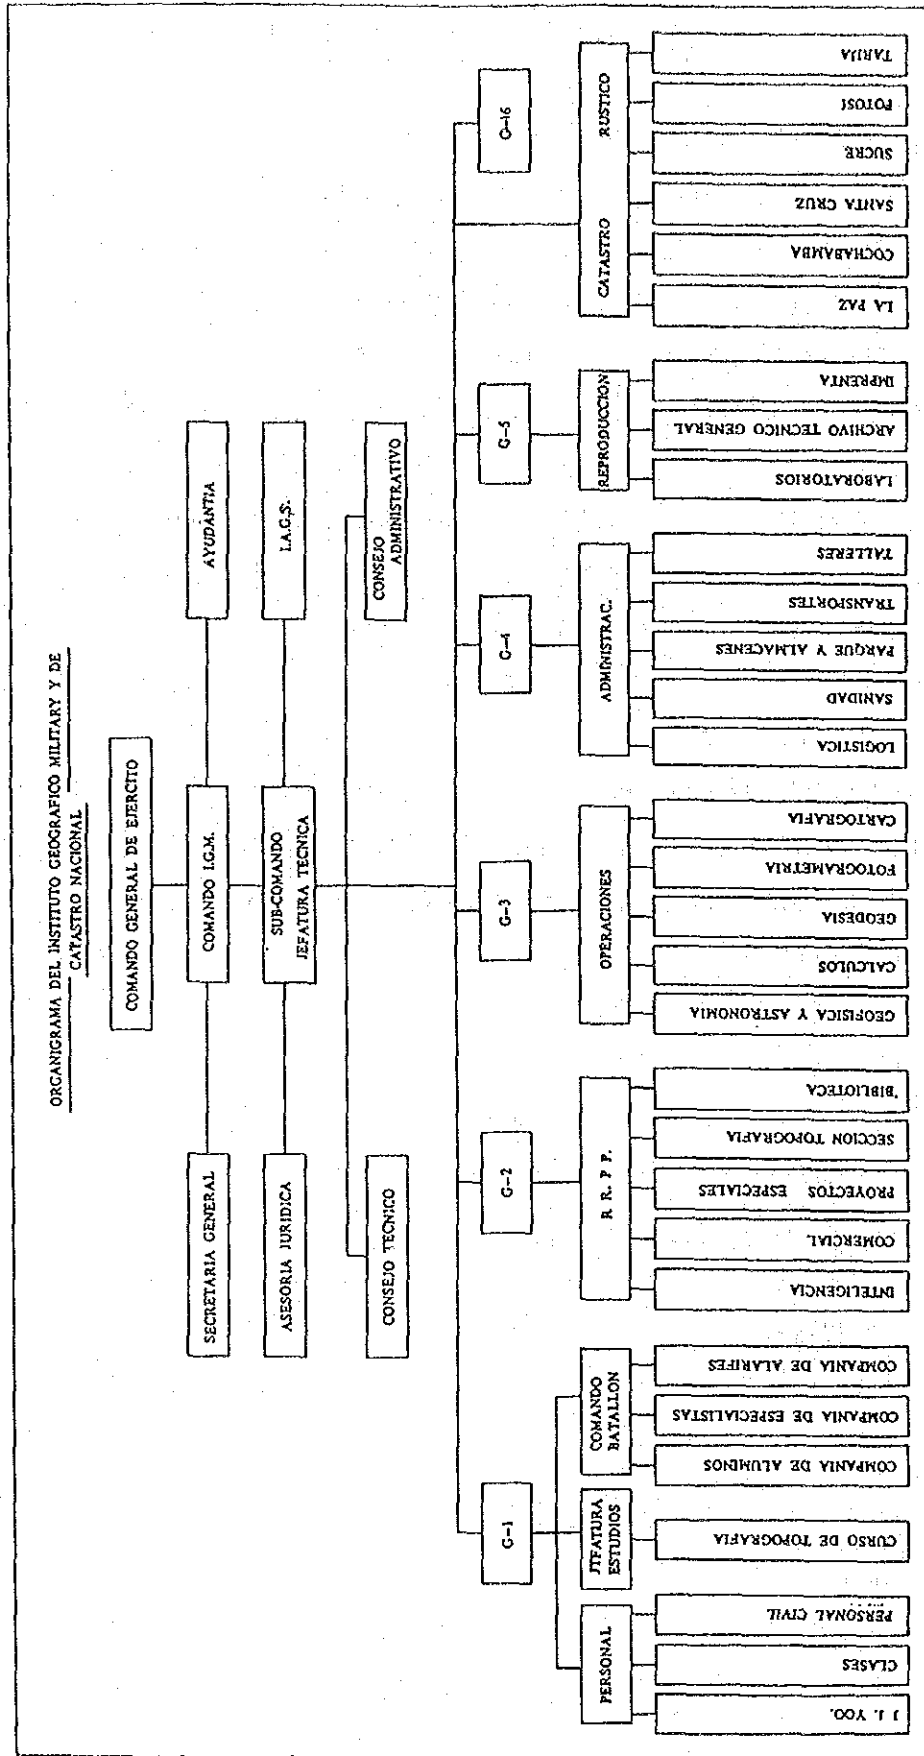 ORGANIGRAMA DEL INSTITUTO GEOGRAFICO MILITARY Y DE
CATASTRO NACIONAL
COMANDO GENERAL DE EJERCITO
SECRETARIA GENERAL
COMANDO I.G.M.
AYUDANTIA
ASESORIA JURIDICA
SUB-COMANDO
JEFATURA TECNICA
I.A.G.S.
CONSEJO TECNICO
CONSEJO
ADMINISTRATIVO
G-1
G-2
G-3
G-4
G-5
G-16
PERSONAL
JTFATURA
ESTUDIOS
COMANDO
BATALLON
R R. P P.
OPERACIONES
ADMINISTRAC.
REPRODUCCION
CATASTRO RUSTICO
J J. YOO.
CLASES
PERSONAL CIVIL
CURSO DE TOPOGRAFIA
COMPANIA DE ALUMNOS
COMPANIA DE ESPECIALISTAS
COMPANIA DE ALARIFES
INTELIGENCIA
COMERCIAL
PROYECTOS ESPECIALES
SECCION TOPOGRAFIA
BIBLIOTECA
GEOFISICA Y ASTRONOMIA
CALCULOS
GEODESIA
FOTOGRAMETRIA
CARTOGRAFIA
LOGISTICA
SANIDAD
PARQUE Y ALMACENES
TRANSPORTES
TALLERES
LABORATORIOS
ARCHIVO TECNICO GENERAL
IMPRENTA
LA PAZ
COCHABAMBA
SANTA CRUZ
SUCRE
POTOSI
TARIJA